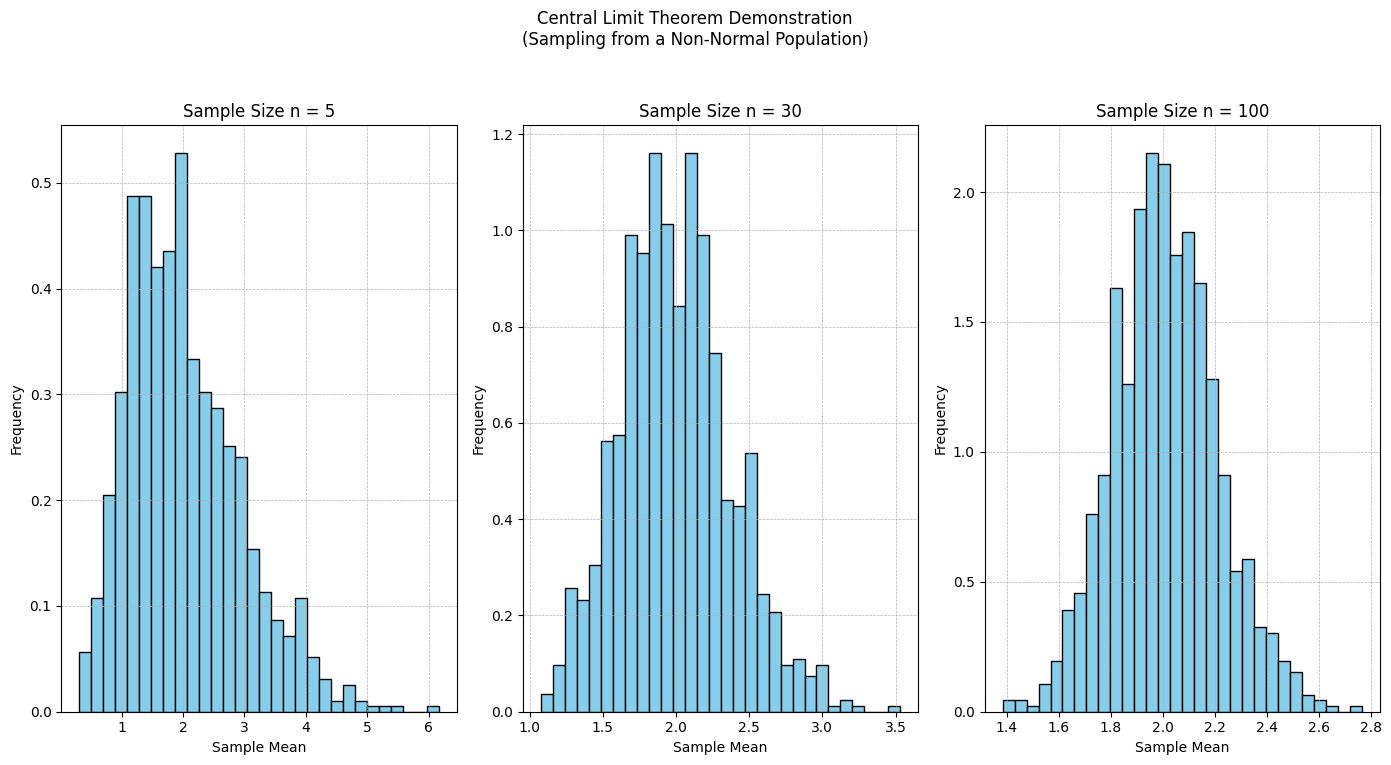 Central Limit Theorem Demonstration
(Sampling from a Non-Normal Population)
Sample Size n = 5
0.5
0.4
0.3
0.2
0.1
0.0
Frequency
1 2 3 4 5 6
Sample Mean
Sample Size n = 30
1.2
1.0
0.8
0.6
0.4
0.2
0.0
Frequency
1.0 1.5 2.0 2.5 3.0 3.5
Sample Mean
Sample Size n = 100
2.0
1.5
1.0
0.5
0.0
Frequency
1.4 1.6 1.8 2.0 2.2 2.4 2.6 2.8
Sample Mean